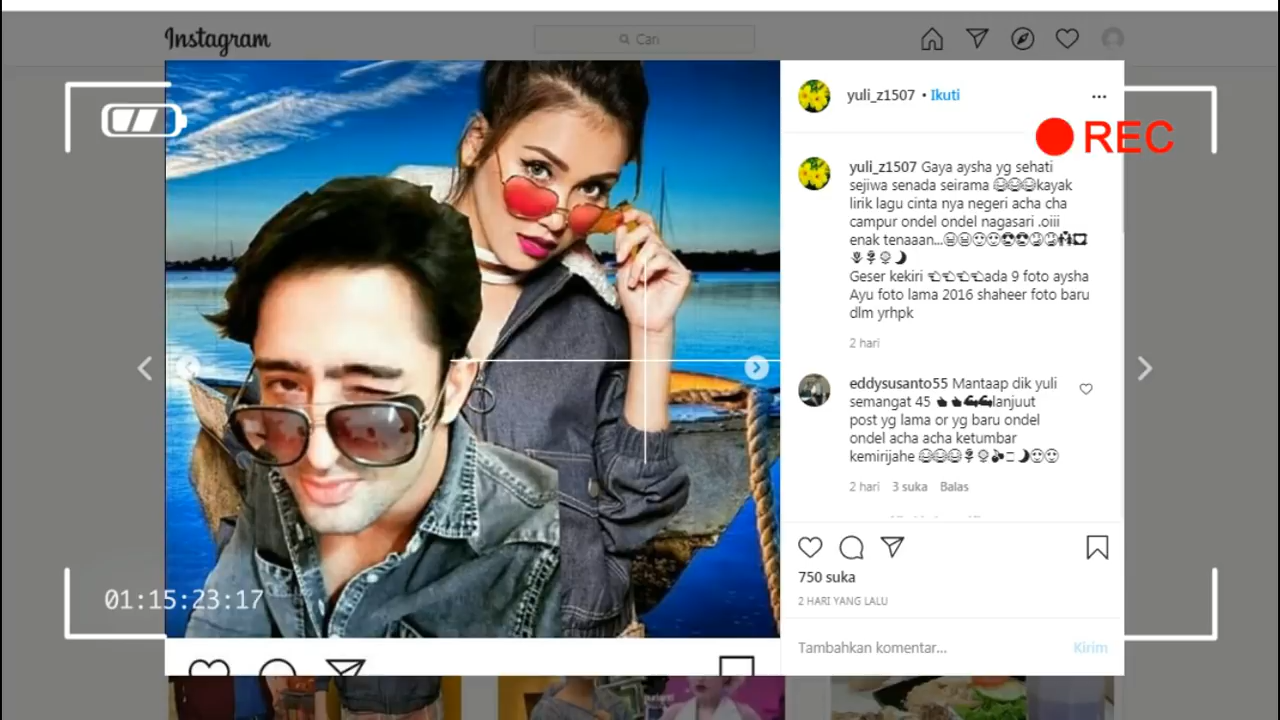 Instagram
Cari
yuli_z1507 • Ikuti
REC
yuli_z1507 Gaya aysha yg sehati
sejiwa senada seirama 😂😂😂kayak
lirik lagu cinta nya negeri acha cha
campur ondel ondel nagasari .oiii
enak tenaaan...
Geser kekiri 👈👈👈👈ada 9 foto aysha
Ayu foto lama 2016 shaheer foto baru
dlm yrhpk
2 hari
eddysusanto55 Mantaap dik yuli
semangat 45 lanjuut
post yg lama or yg baru ondel
ondel acha acha ketumbar
kemirijahe
2 hari 3 suka Balas
750 suka
2 HARI YANG LALU
01:15:23:17
Tambahkan komentar... Kirim